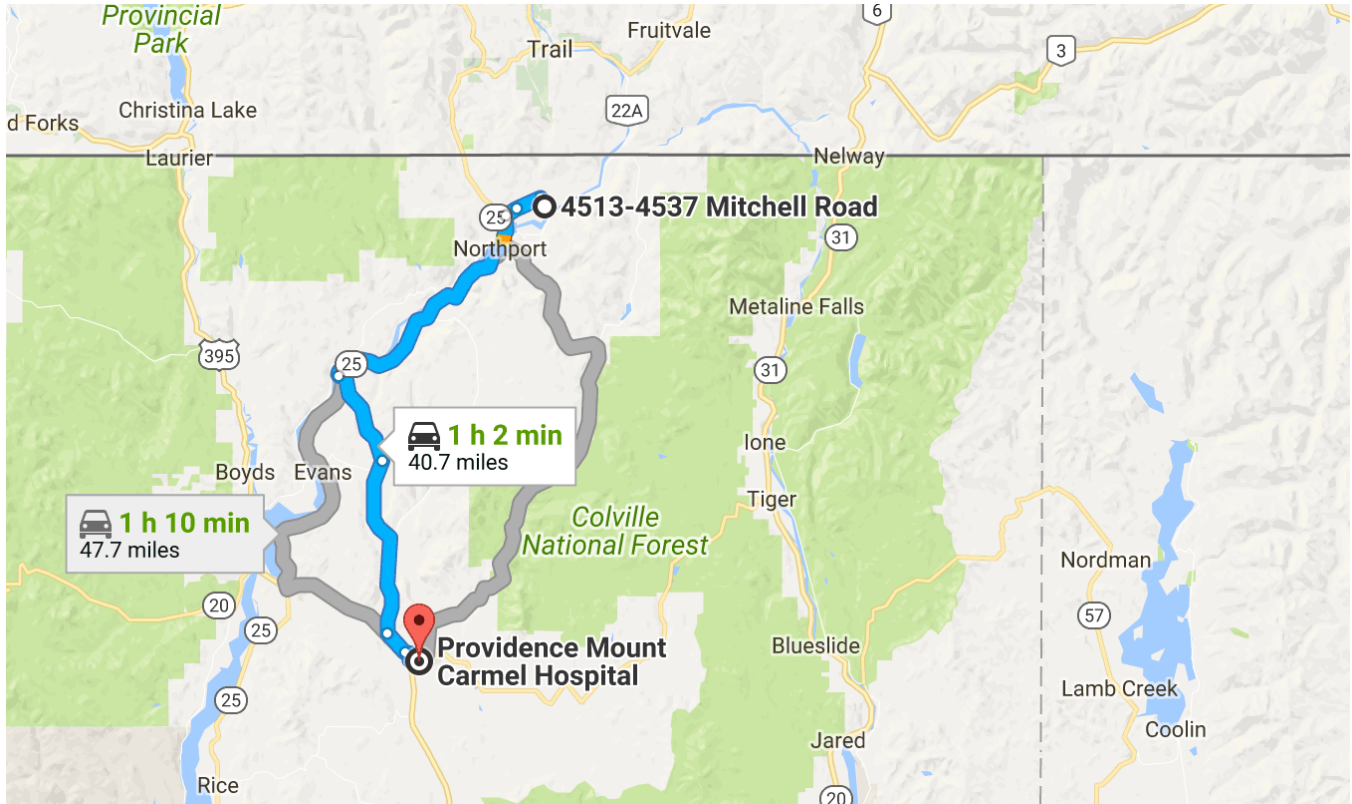 Provincial
Park
6
Fruitvale
Trail
3
Christina Lake
22A
d Forks
Laurier
Nelway
4513-4537 Mitchell Road
25
31
Northport
Metaline Falls
395
25
31
1 h 2 min
40.7 miles
Ione
Boyds
Evans
Tiger
1 h 10 min
47.7 miles
Colville
National Forest
Nordman
20
57
25
Providence Mount
Carmel Hospital
Blueslide
25
Lamb Creek
Coolin
Jared
Rice
20